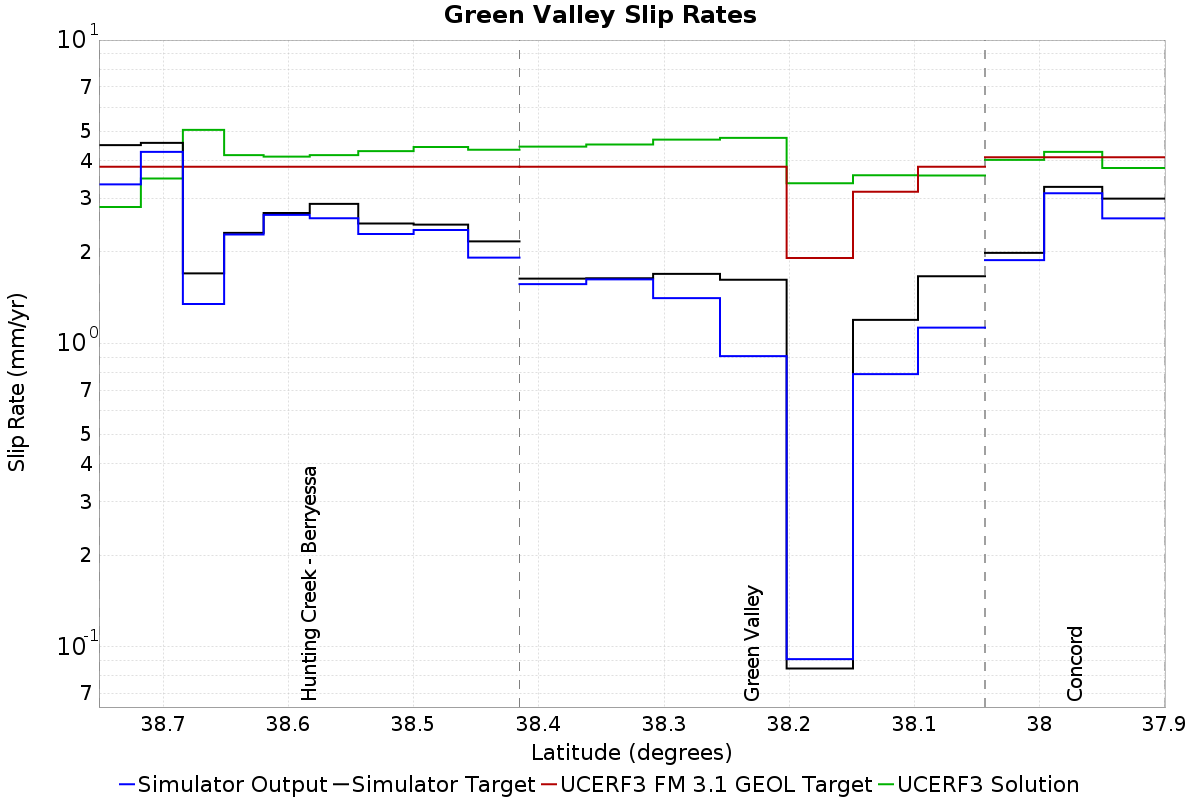 Green Valley Slip Rates
Slip Rate (mm/yr)
10^1
7
5
4
3
2
10^0
7
5
4
3
2
10^-1
7
Hunting Creek - Berryessa
Green Valley
Concord
38.7 38.6 38.5 38.4 38.3 38.2 38.1 38 37.9
Latitude (degrees)
Simulator Output Simulator Target UCERF3 FM 3.1 GEOL Target UCERF3 Solution